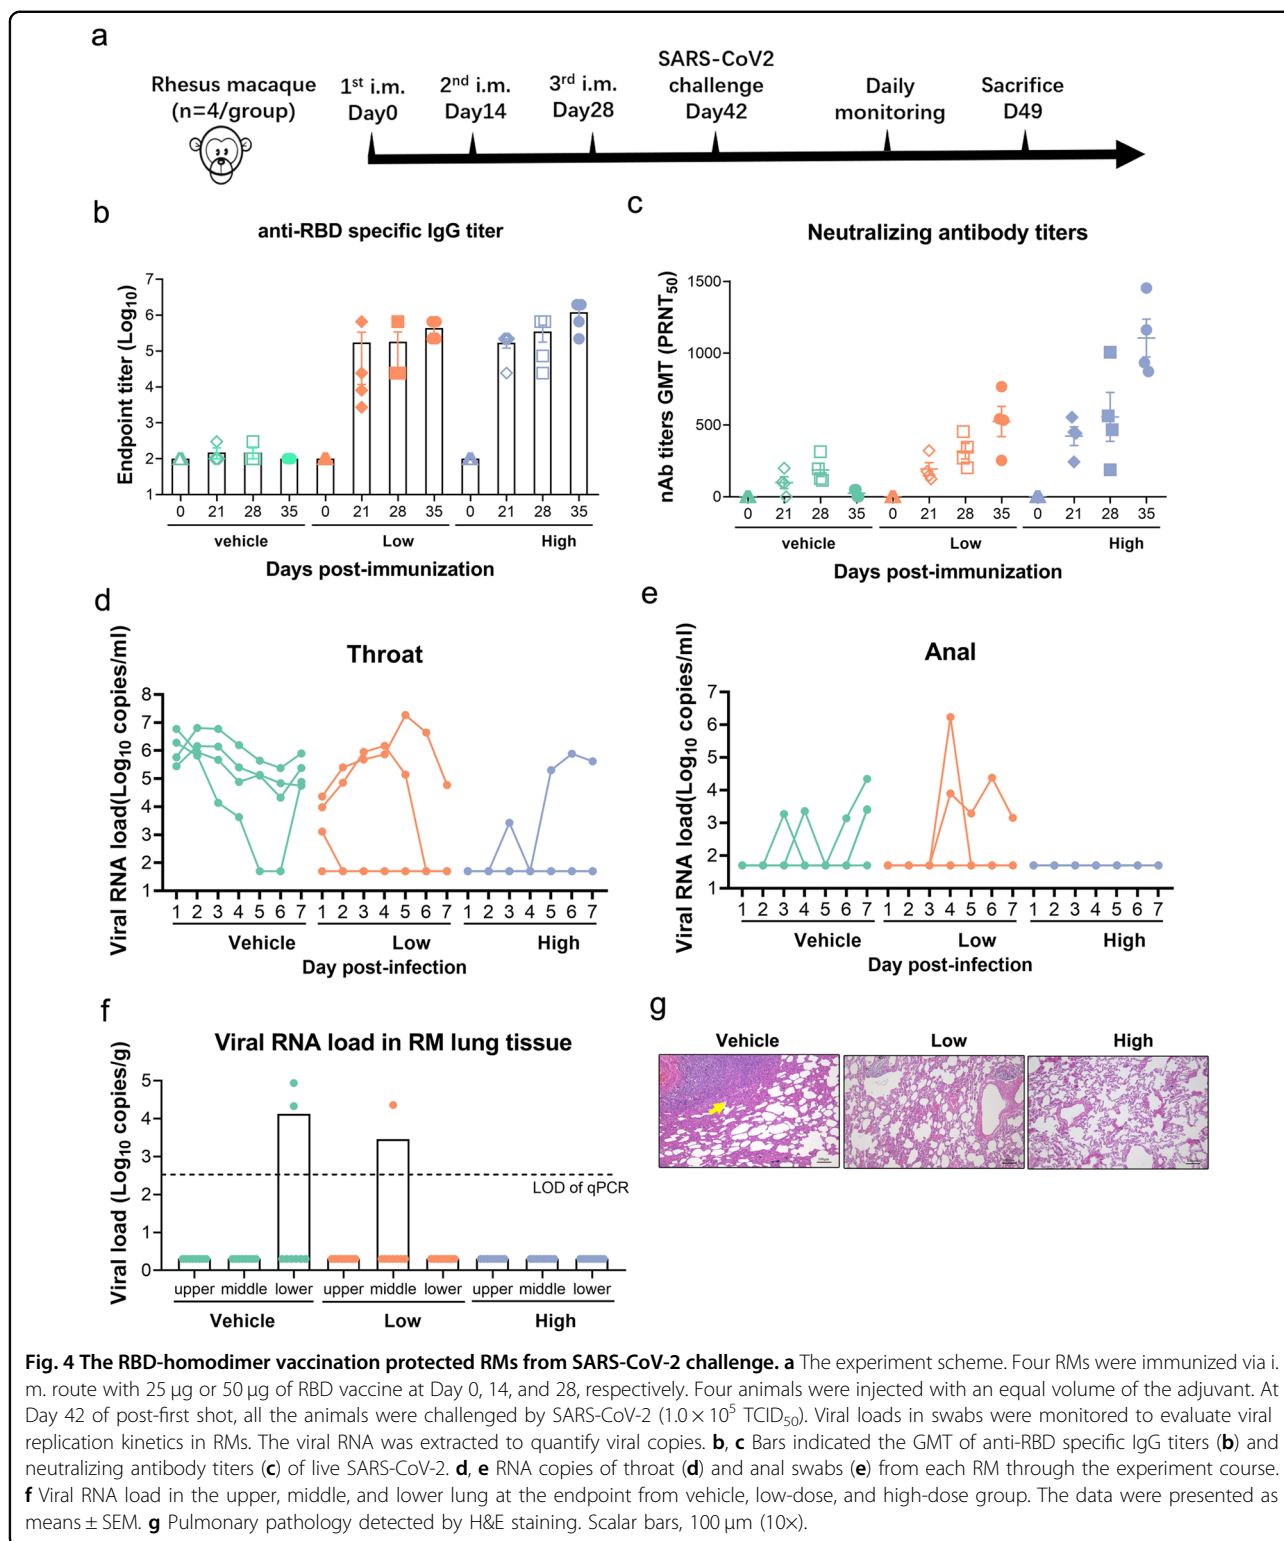 a
Rhesus macaque
(n=4/group)
1st i.m.
Day0
2nd i.m.
Day14
3rd i.m.
Day28
SARS-CoV2
challenge
Day42
Daily
monitoring
Sacrifice
D49
b
anti-RBD specific IgG titer
Endpoint titer (Log10)
7
6
5
4
3
2
1
0 21 28 35 0 21 28 35 0 21 28 35
vehicle Low High
Days post-immunization
c
Neutralizing antibody titers
nAb titers GMT (PRNT50)
1500
1000
500
0
0 21 28 35 0 21 28 35 0 21 28 35
vehicle Low High
Days post-immunization
d
Throat
Viral RNA load(Log10 copies/ml)
8
7
6
5
4
3
2
1
1 2 3 4 5 6 7 1 2 3 4 5 6 7 1 2 3 4 5 6 7
Vehicle Low High
Day post-infection
e
Anal
Viral RNA load(Log10 copies/ml)
7
6
5
4
3
2
1
1 2 3 4 5 6 7 1 2 3 4 5 6 7 1 2 3 4 5 6 7
Vehicle Low High
Day post-infection
f
Viral RNA load in RM lung tissue
Viral load (Log10 copies/g)
5
4
3
2
1
0
LOD of qPCR
upper middle lower upper middle lower upper middle lower
Vehicle Low High
g
Vehicle Low High
Fig. 4 The RBD-homodimer vaccination protected RMs from SARS-CoV-2 challenge. a The experiment scheme. Four RMs were immunized via i.
m. route with 25 μg or 50 μg of RBD vaccine at Day 0, 14, and 28, respectively. Four animals were injected with an equal volume of the adjuvant. At
Day 42 of post-first shot, all the animals were challenged by SARS-CoV-2 (1.0 × 10⁵ TCID50). Viral loads in swabs were monitored to evaluate viral
replication kinetics in RMs. The viral RNA was extracted to quantify viral copies. b, c Bars indicated the GMT of anti-RBD specific IgG titers (b) and
neutralizing antibody titers (c) of live SARS-CoV-2. d, e RNA copies of throat (d) and anal swabs (e) from each RM through the experiment course.
f Viral RNA load in the upper, middle, and lower lung at the endpoint from vehicle, low-dose, and high-dose group. The data were presented as
means ± SEM. g Pulmonary pathology detected by H&E staining. Scalar bars, 100 μm (10×).